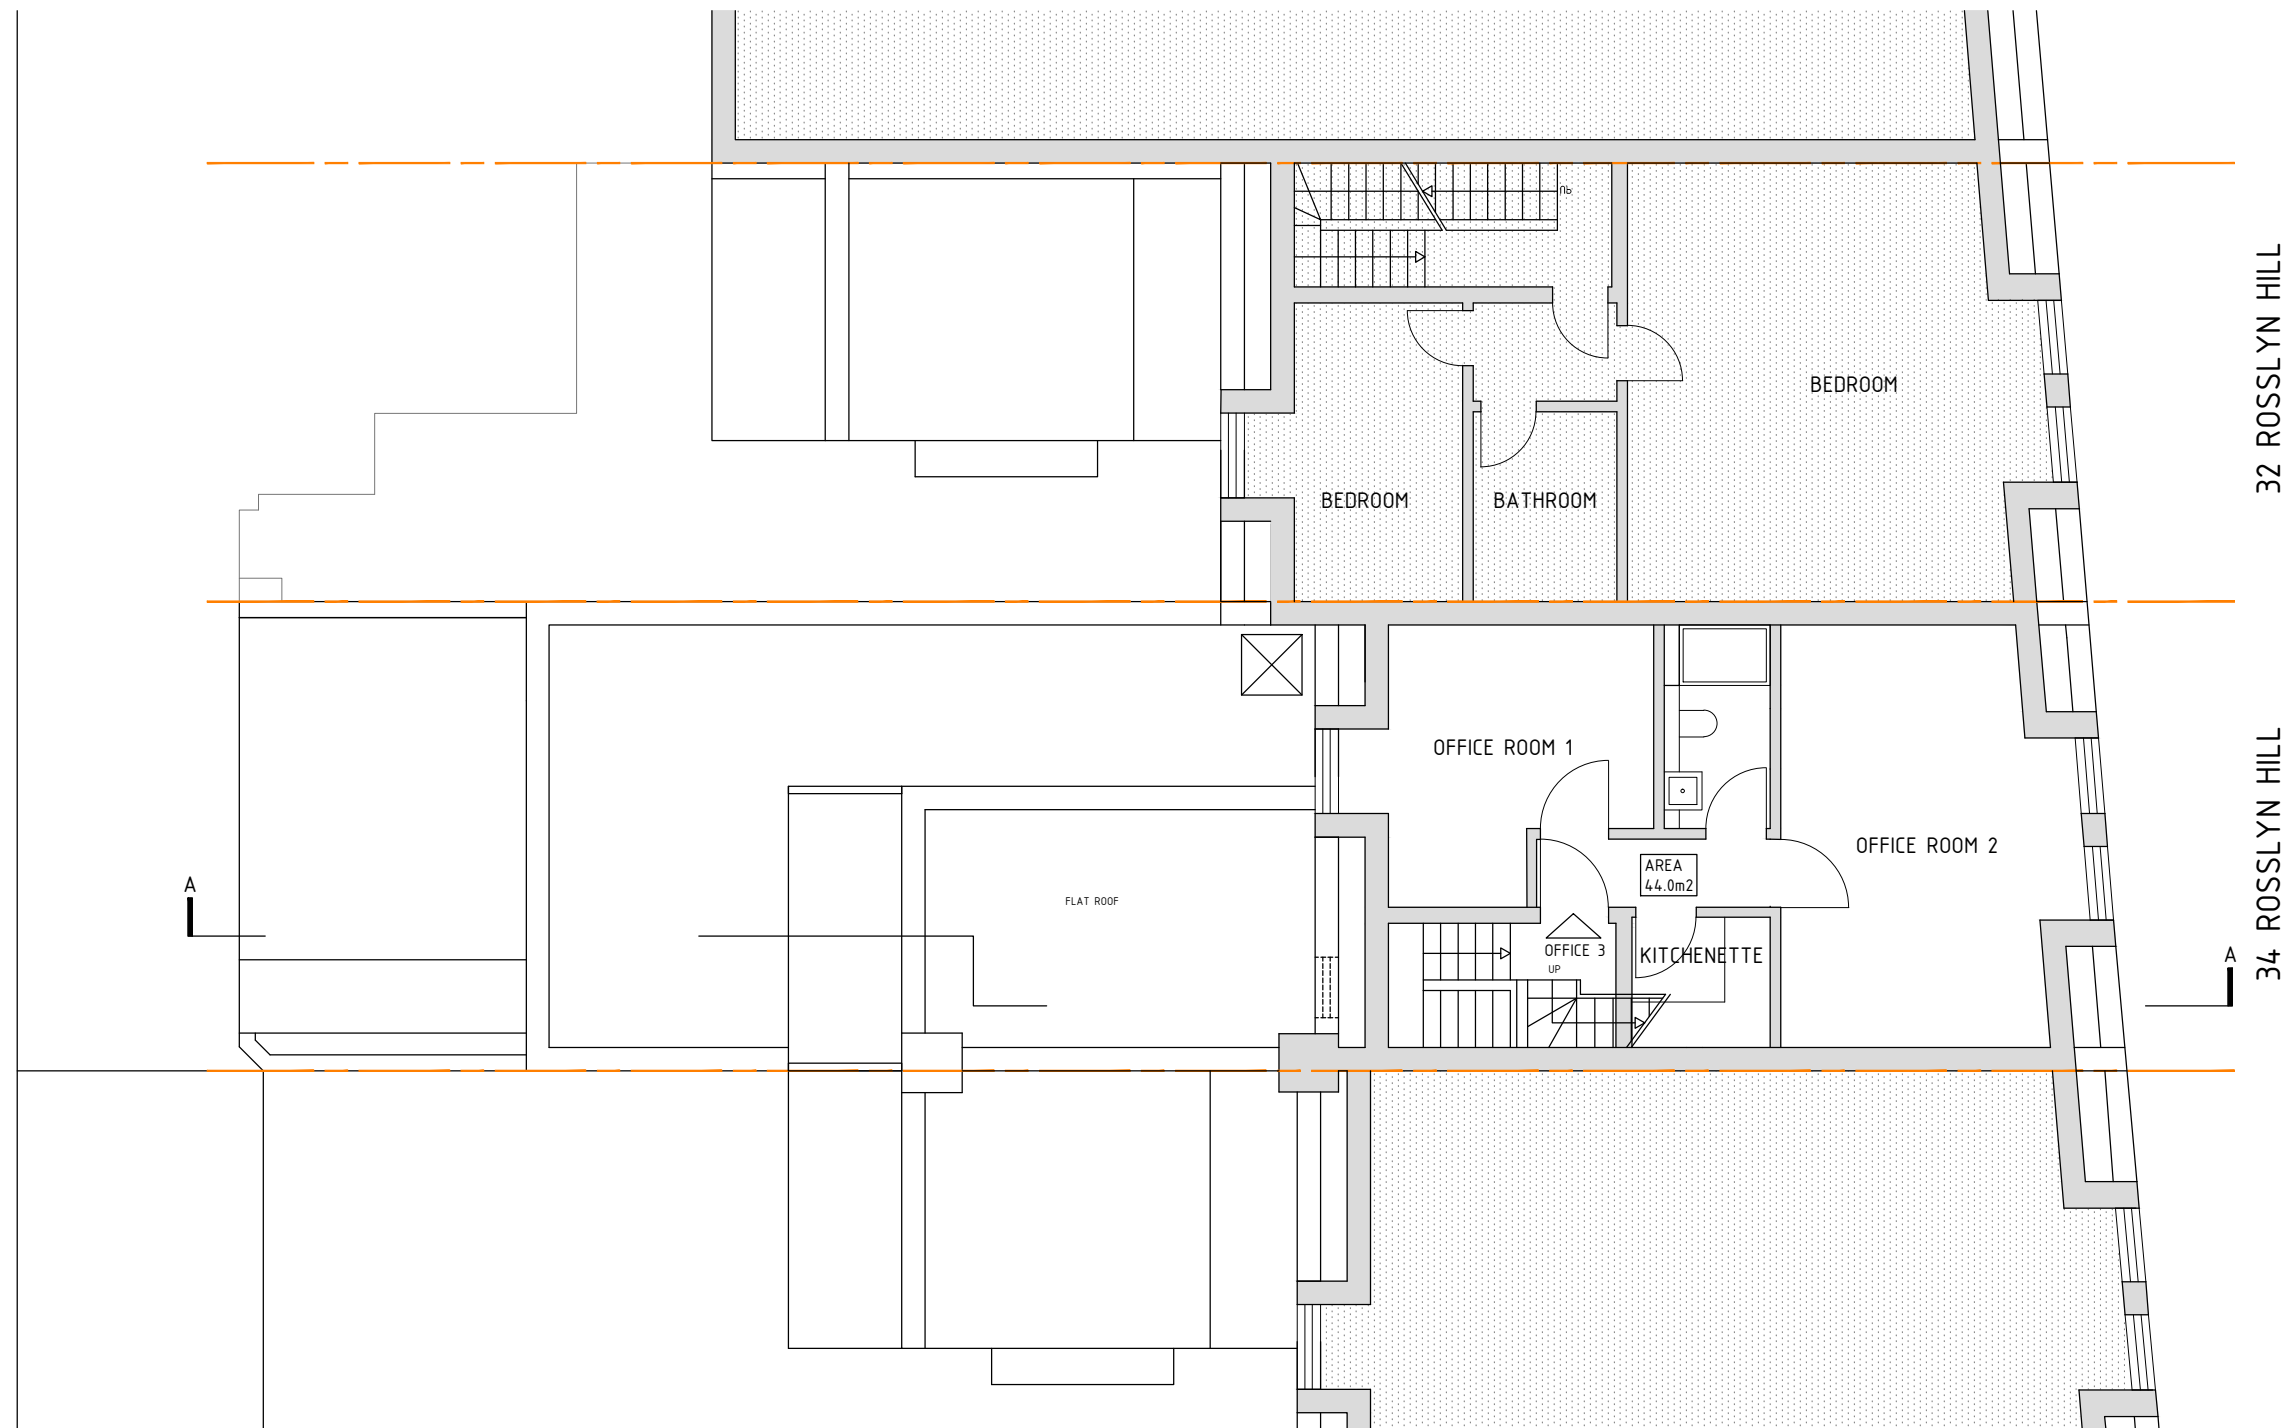 UP
32 ROSSLYN HILL
BEDROOM
BEDROOM
BATHROOM
OFFICE ROOM 1
34 ROSSLYN HILL
OFFICE ROOM 2
AREA
44.0m2
A
FLAT ROOF
OFFICE 3
KITCHENETTE
A
UP